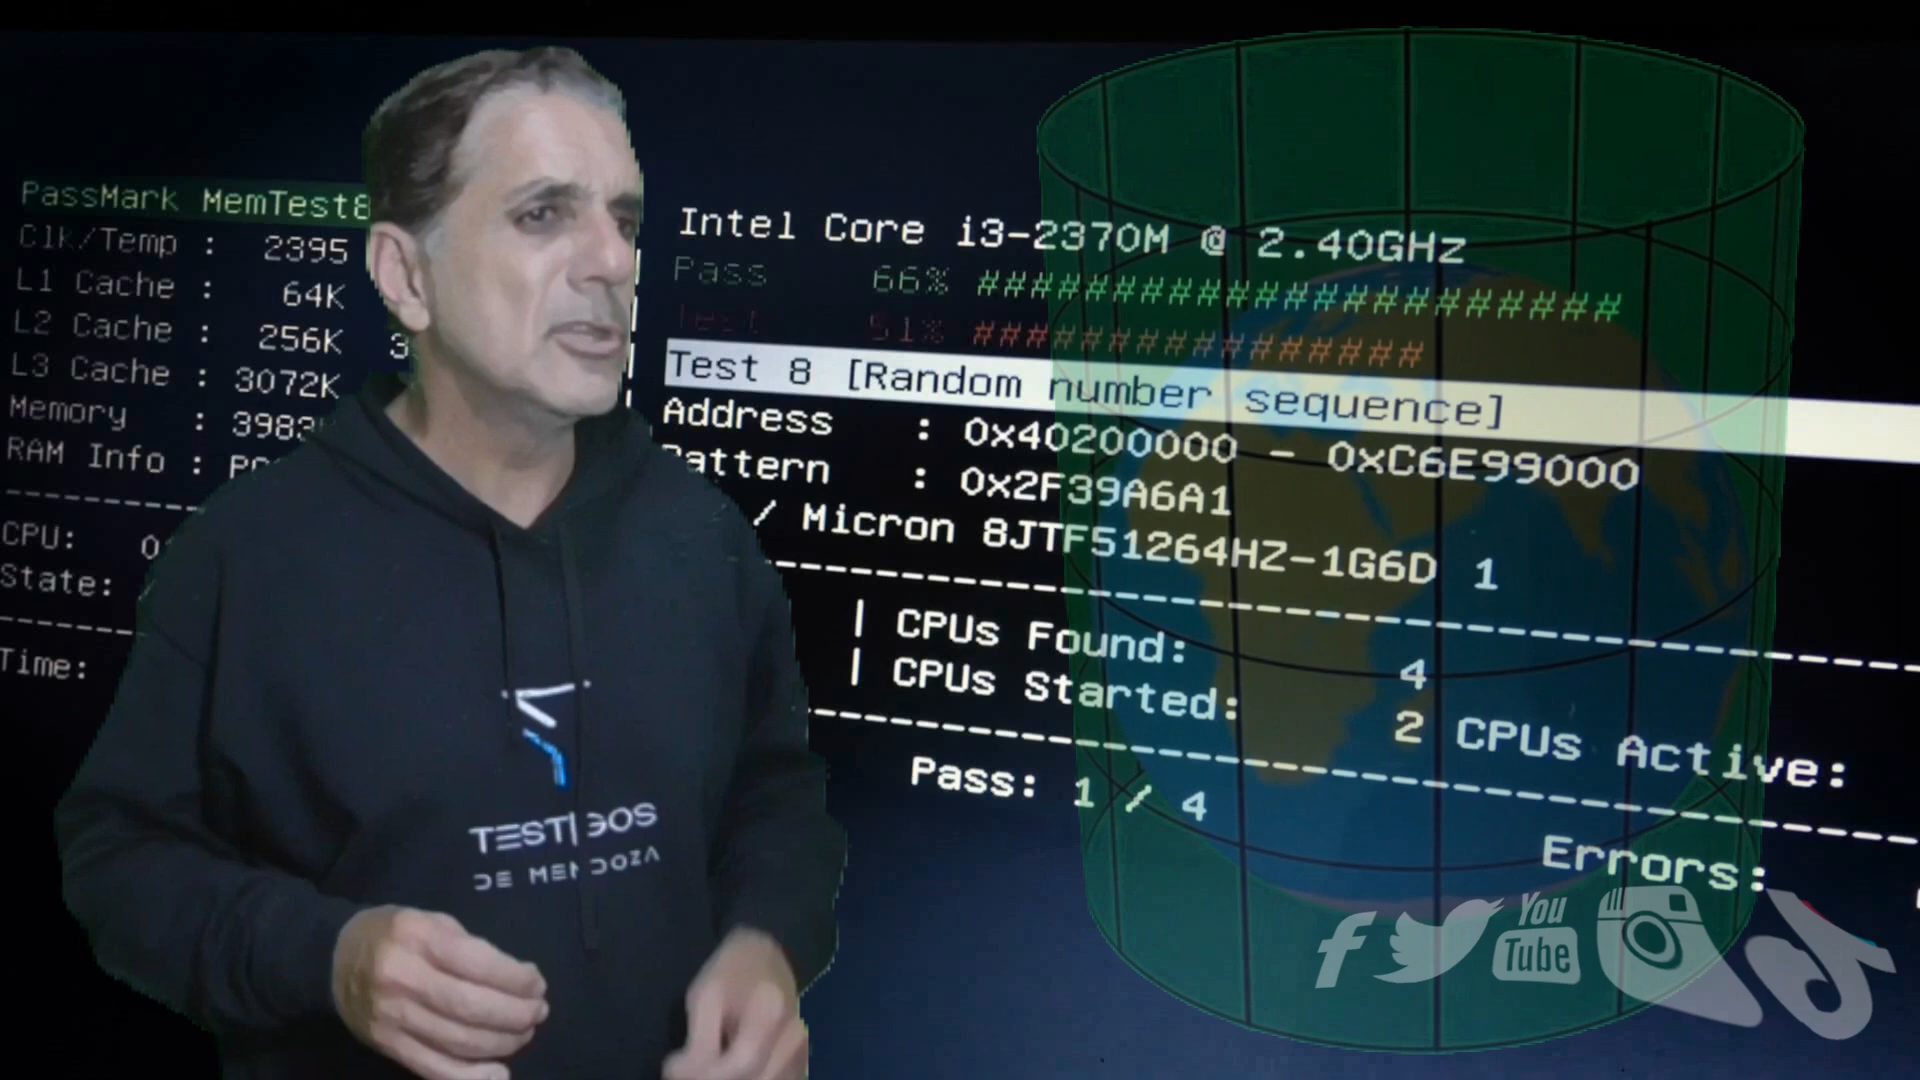 PassMark MemTest8
Clk/Temp : 2395
L1 Cache : 64K
L2 Cache : 256K 3
L3 Cache : 3072K
Memory : 3983
RAM Info :
CPU: 0
State:
Time:
Intel Core i3-2370M @ 2.40GHz
Pass 66% ########################
Test 51% #################
Test 8 [Random number sequence]
Address : 0x40200000 - 0xC6E99000
Pattern : 0x2F39A6A1
/ Micron 8JTF51264HZ-1G6D 1
| CPUs Found: 4
| CPUs Started: 2 CPUs Active:
Pass: 1 / 4
Errors:
TESTIGOS
DE MENDOZA
You
Tube